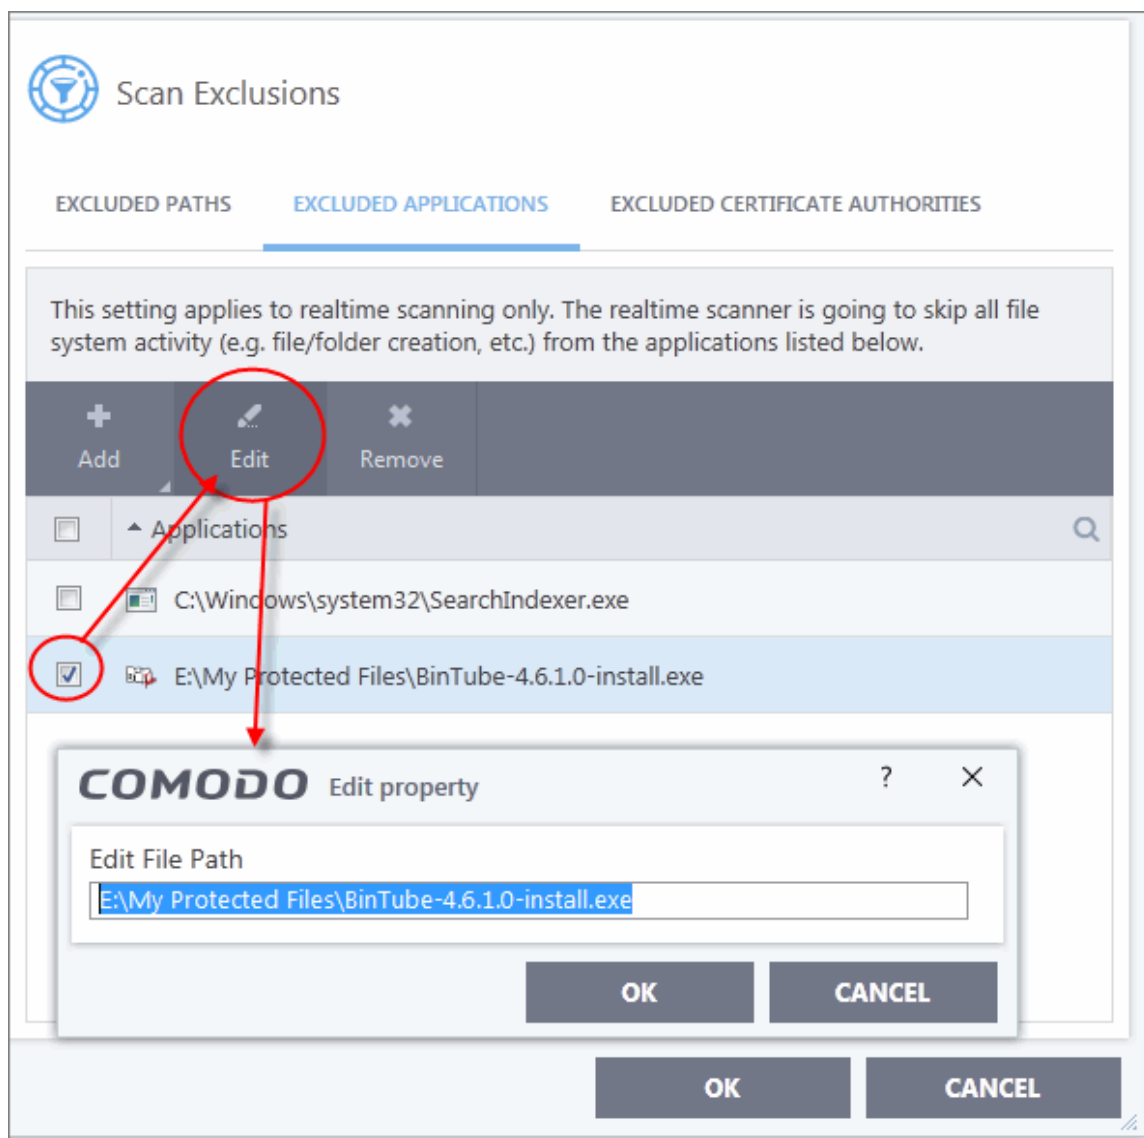 Scan Exclusions
EXCLUDED PATHS EXCLUDED APPLICATIONS EXCLUDED CERTIFICATE AUTHORITIES
This setting applies to realtime scanning only. The realtime scanner is going to skip all file
system activity (e.g. file/folder creation, etc.) from the applications listed below.
Add Edit Remove
Applications
C:\Windows\system32\SearchIndexer.exe
E:\My Protected Files\BinTube-4.6.1.0-install.exe
COMODO Edit property ?
Edit File Path
E:\My Protected Files\BinTube-4.6.1.0-install.exe
OK CANCEL
OK CANCEL